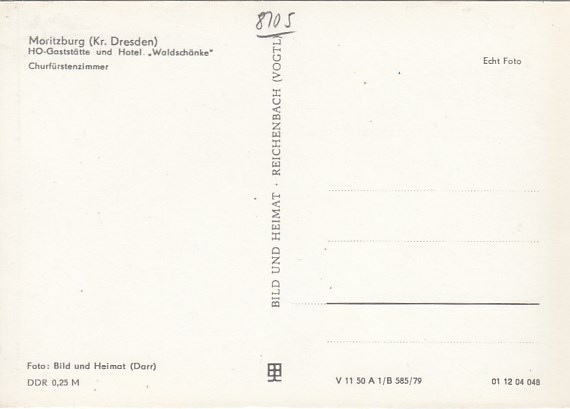 8705
Moritzburg (Kr. Dresden)
HO-Gaststätte und Hotel „Waldschänke"
Churfürstenzimmer
Echt Foto
BILD UND HEIMAT · REICHENBACH (VOGTL
Foto: Bild und Heimat (Darr)
DDR 0,25 M
V 11 50 A 1/B 585/79
01 12 04 048